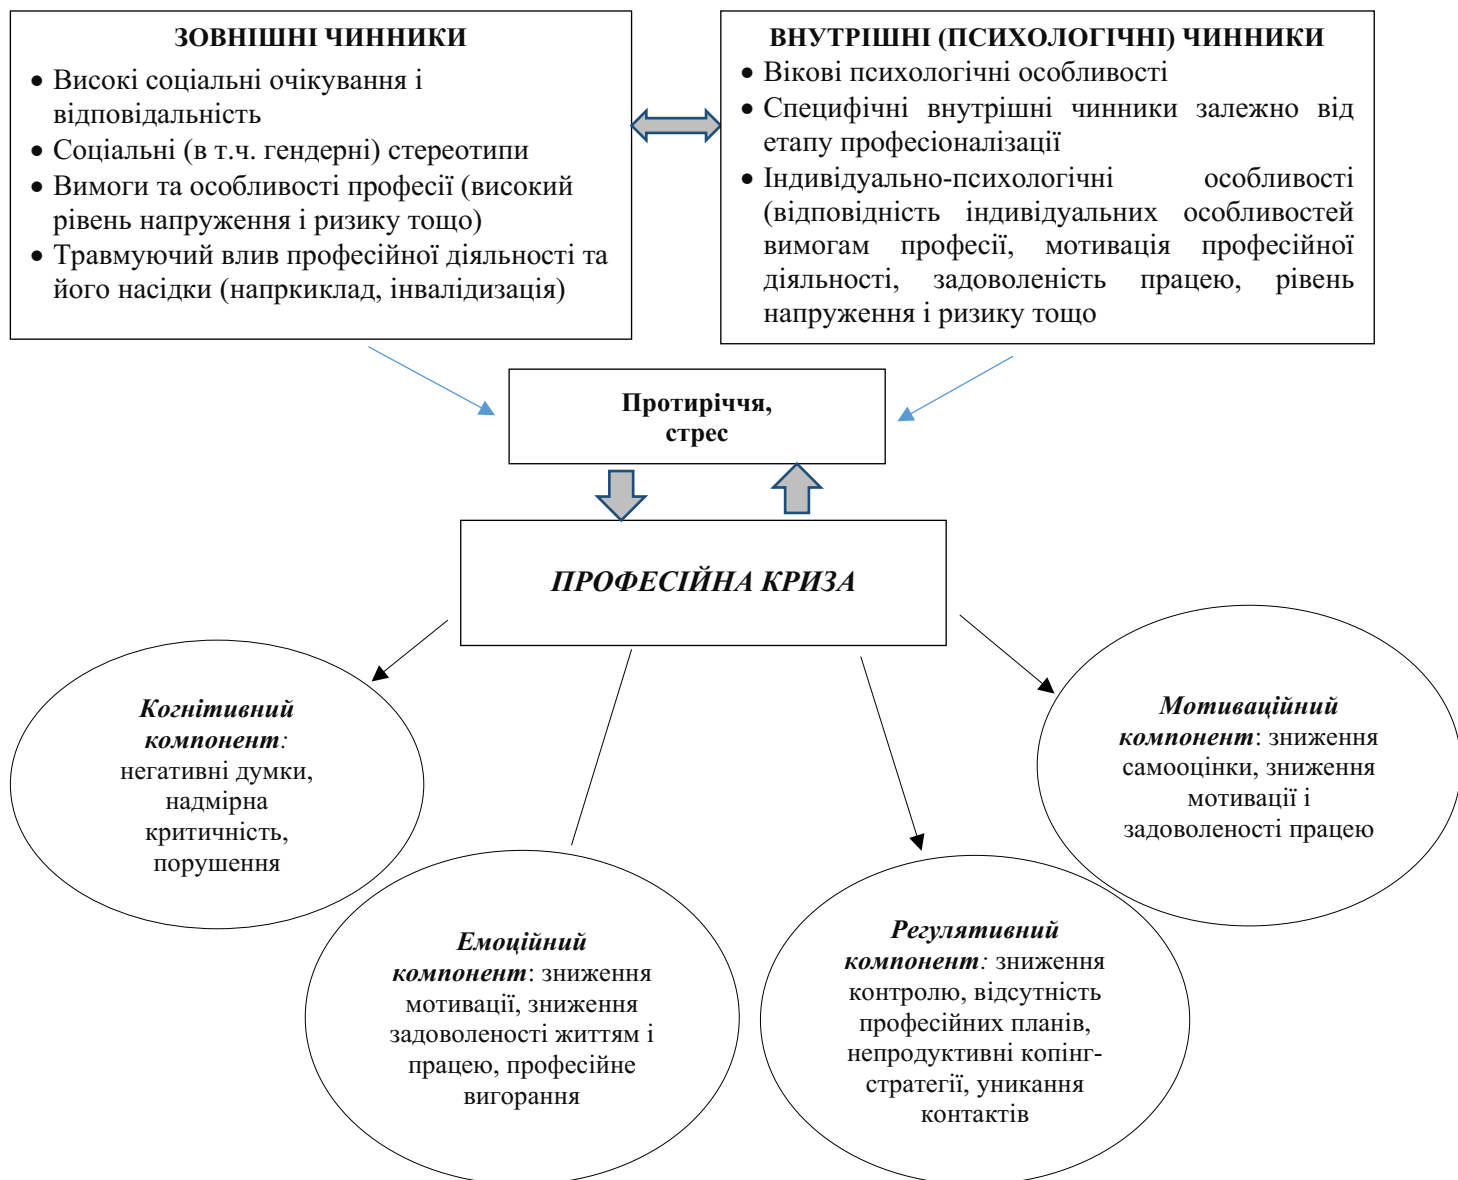 ЗОВНІШНІ ЧИННИКИ
• Високі соціальні очікування і
відповідальність
• Соціальні (в т.ч. гендерні) стереотипи
• Вимоги та особливості професії (високий
рівень напруження і ризику тощо)
• Травмуючий влив професійної діяльності та
його насідки (напркиклад, інвалідизація)
ВНУТРІШНІ (ПСИХОЛОГІЧНІ) ЧИННИКИ
• Вікові психологічні особливості
• Специфічні внутрішні чинники залежно від
етапу професіоналізації
• Індивідуально-психологічні особливості
(відповідність індивідуальних особливостей
вимогам професії, мотивація професійної
діяльності, задоволеність працею, рівень
напруження і ризику тощо
Протиріччя,
стрес
ПРОФЕСІЙНА КРИЗА
Когнітивний
компонент:
негативні думки,
надмірна
критичність,
порушення
Емоційний
компонент: зниження
мотивації, зниження
задоволеності життям і
працею, професійне
вигорання
Регулятивний
компонент: зниження
контролю, відсутність
професійних планів,
непродуктивні копінг-
стратегії, уникання
контактів
Мотиваційний
компонент: зниження
самооцінки, зниження
мотивації і
задоволеності працею